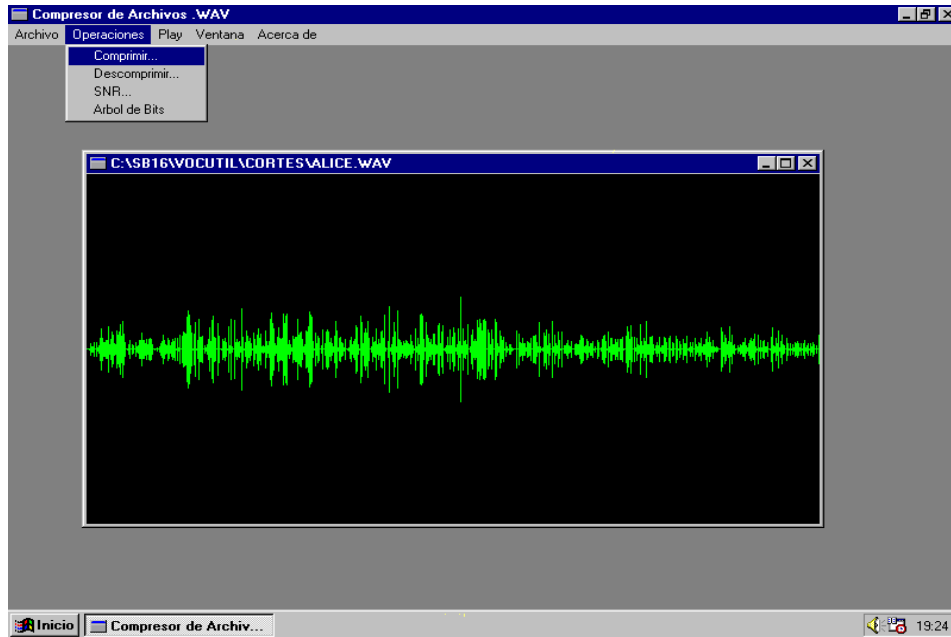 Compresor de Archivos .WAV
Archivo Operaciones Play Ventana Acerca de
Comprimir...
Descomprimir...
SNR...
Arbol de Bits
C:\SB16\VOCUTIL\CORTES\ALICE.WAV
Inicio Compresor de Archiv... 19:24